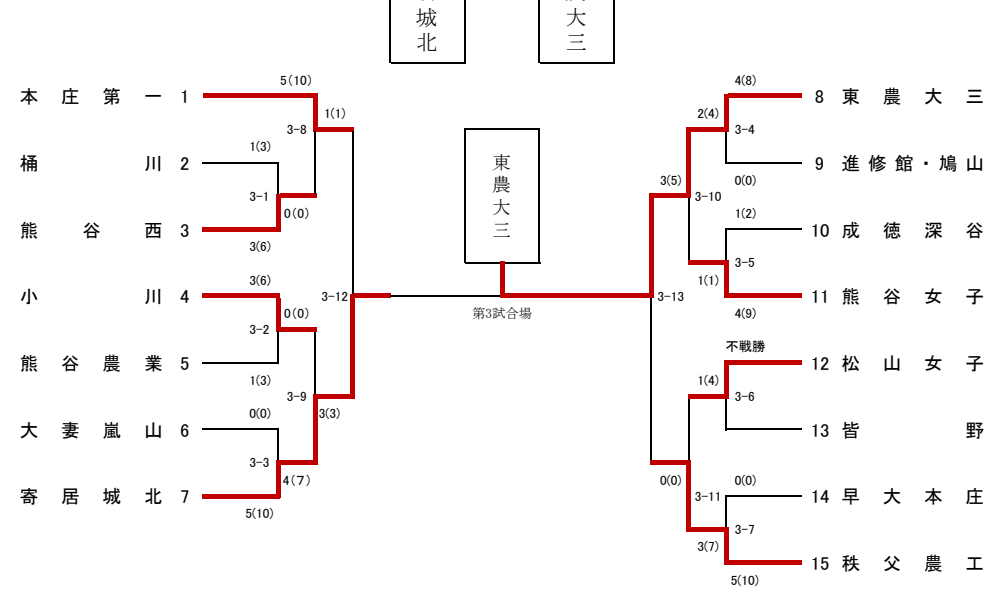 城北
大三
東農大三
第3試合場
5(10)
本庄第一 1
1(1)
3-8
1(3)
桶川 2
3-1
0(0)
熊谷西 3
3(6)
3(6)
小川 4
0(0)
3-12
3-2
熊谷農業 5
1(3)
3-9
0(0)
3(3)
大妻嵐山 6
3-3
4(7)
寄居城北 7
5(10)
4(8)
8 東農大三
2(4)
3-4
9 進修館・鳩山
0(0)
3(5)
3-10
1(2)
10 成徳深谷
3-5
1(1)
11 熊谷女子
4(9)
3-13
不戦勝
12 松山女子
1(4)
3-6
13 皆野
0(0)
0(0)
3-11
14 早大本庄
3-7
3(7)
15 秩父農工
5(10)